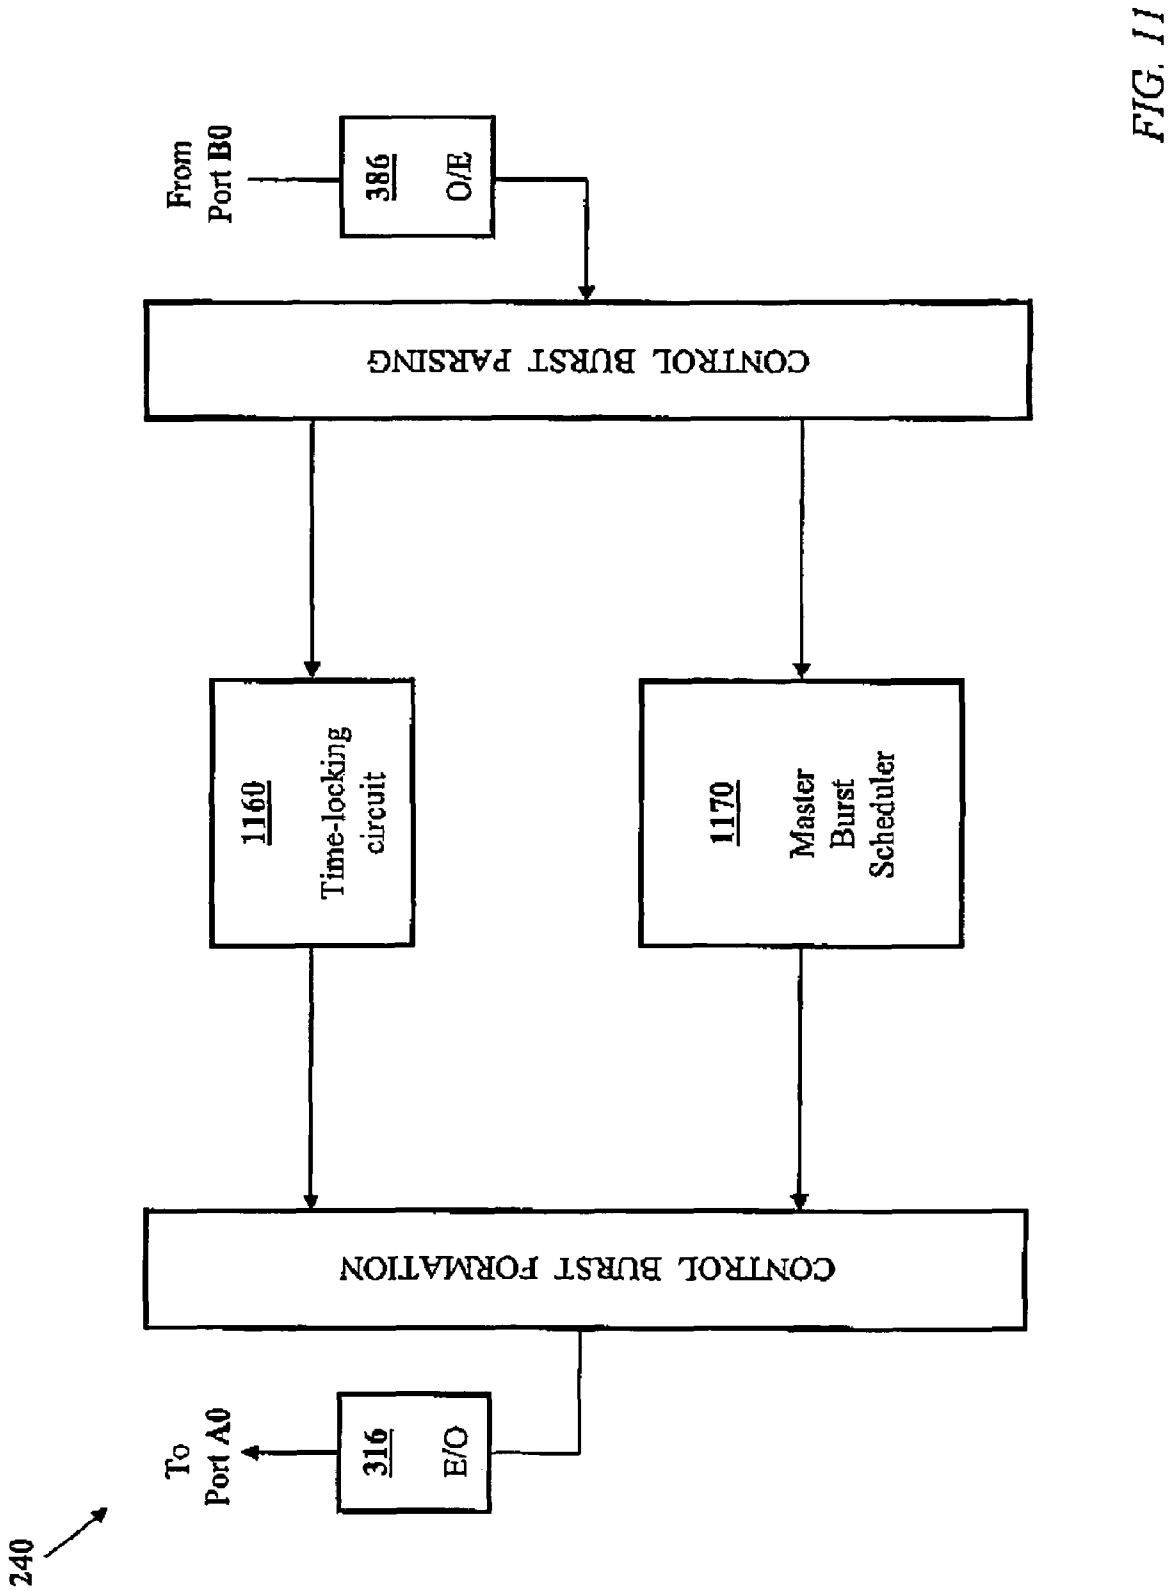 240
To
Port A0
316
E/O
CONTROL BURST FORMATION
1160
Time-locking
circuit
1170
Master
Burst
Scheduler
CONTROL BURST PARSING
From
Port B0
386
O/E
FIG. 11